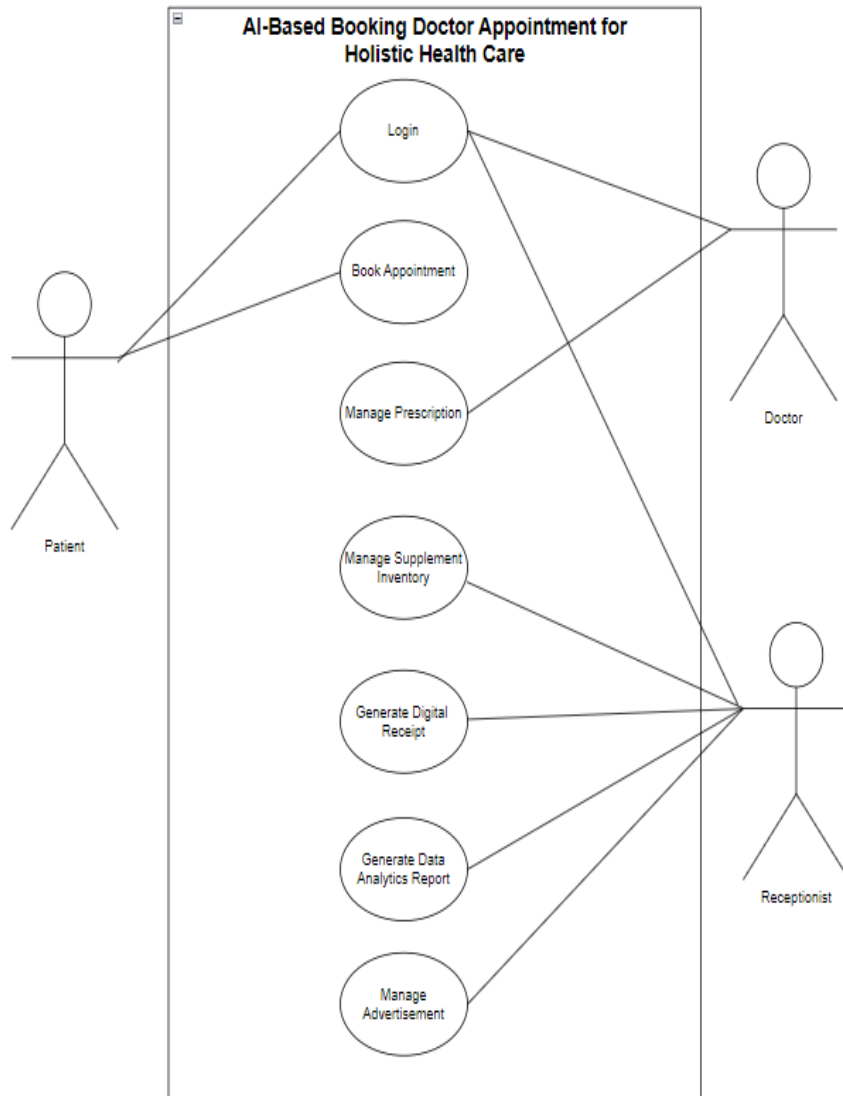 AI-Based Booking Doctor Appointment for
Holistic Health Care
Login
Book Appointment
Manage Prescription
Doctor
Patient
Manage Supplement
Inventory
Generate Digital
Receipt
Generate Data
Analytics Report
Receptionist
Manage
Advertisement